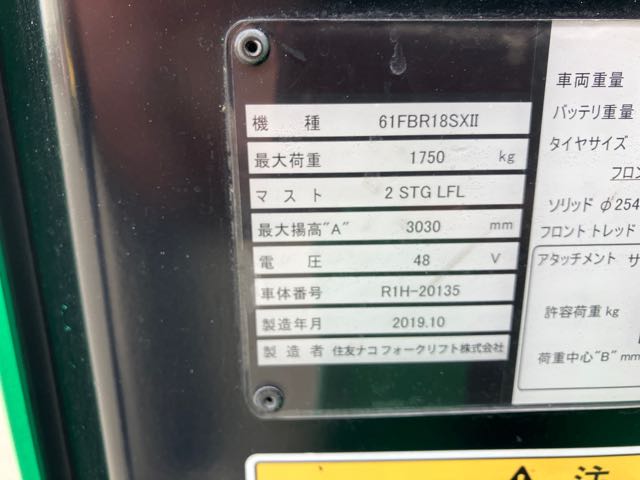 機 種 61FBR18SXII
最大荷重 1750 kg
マスト 2 STG LFL
最大揚高"A" 3030 mm
電 圧 48 V
車体番号 R1H-20135
製造年月 2019.10
製造者 住友ナコ フォークリフト株式会社
車両重量
バッテリ重量
タイヤサイズ
フロン
ソリッド φ254
フロントトレッド
アタッチメント サ
許容荷重 kg
荷重中心"B" mm
注